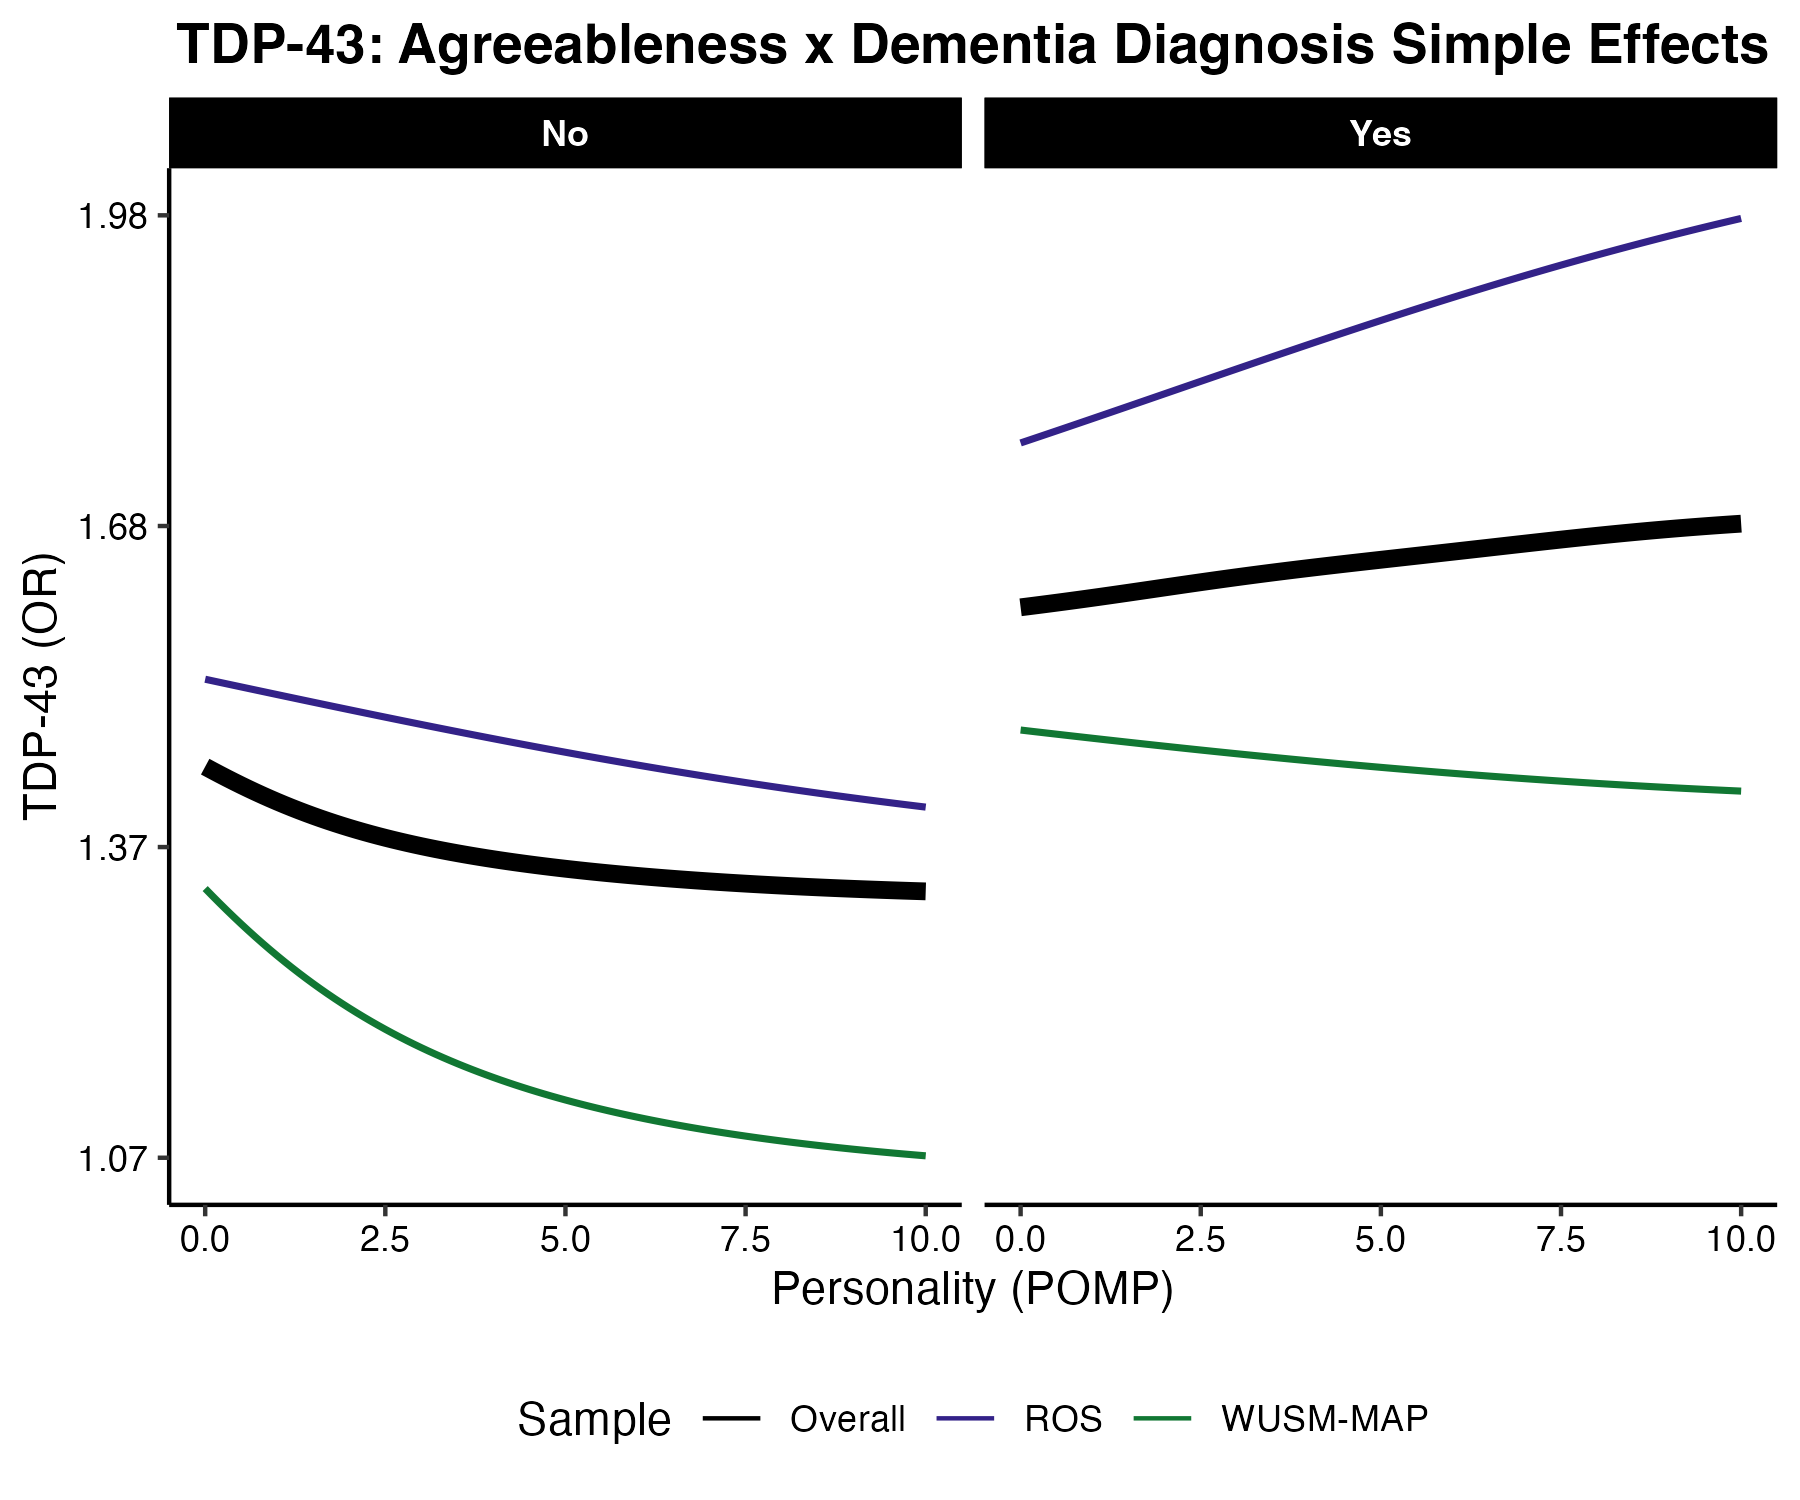 TDP-43: Agreeableness x Dementia Diagnosis Simple Effects
No
Yes
TDP-43 (OR)
1.98
1.68
1.37
1.07
0.0 2.5 5.0 7.5 10.0
0.0 2.5 5.0 7.5 10.0
Personality (POMP)
Sample Overall ROS WUSM-MAP